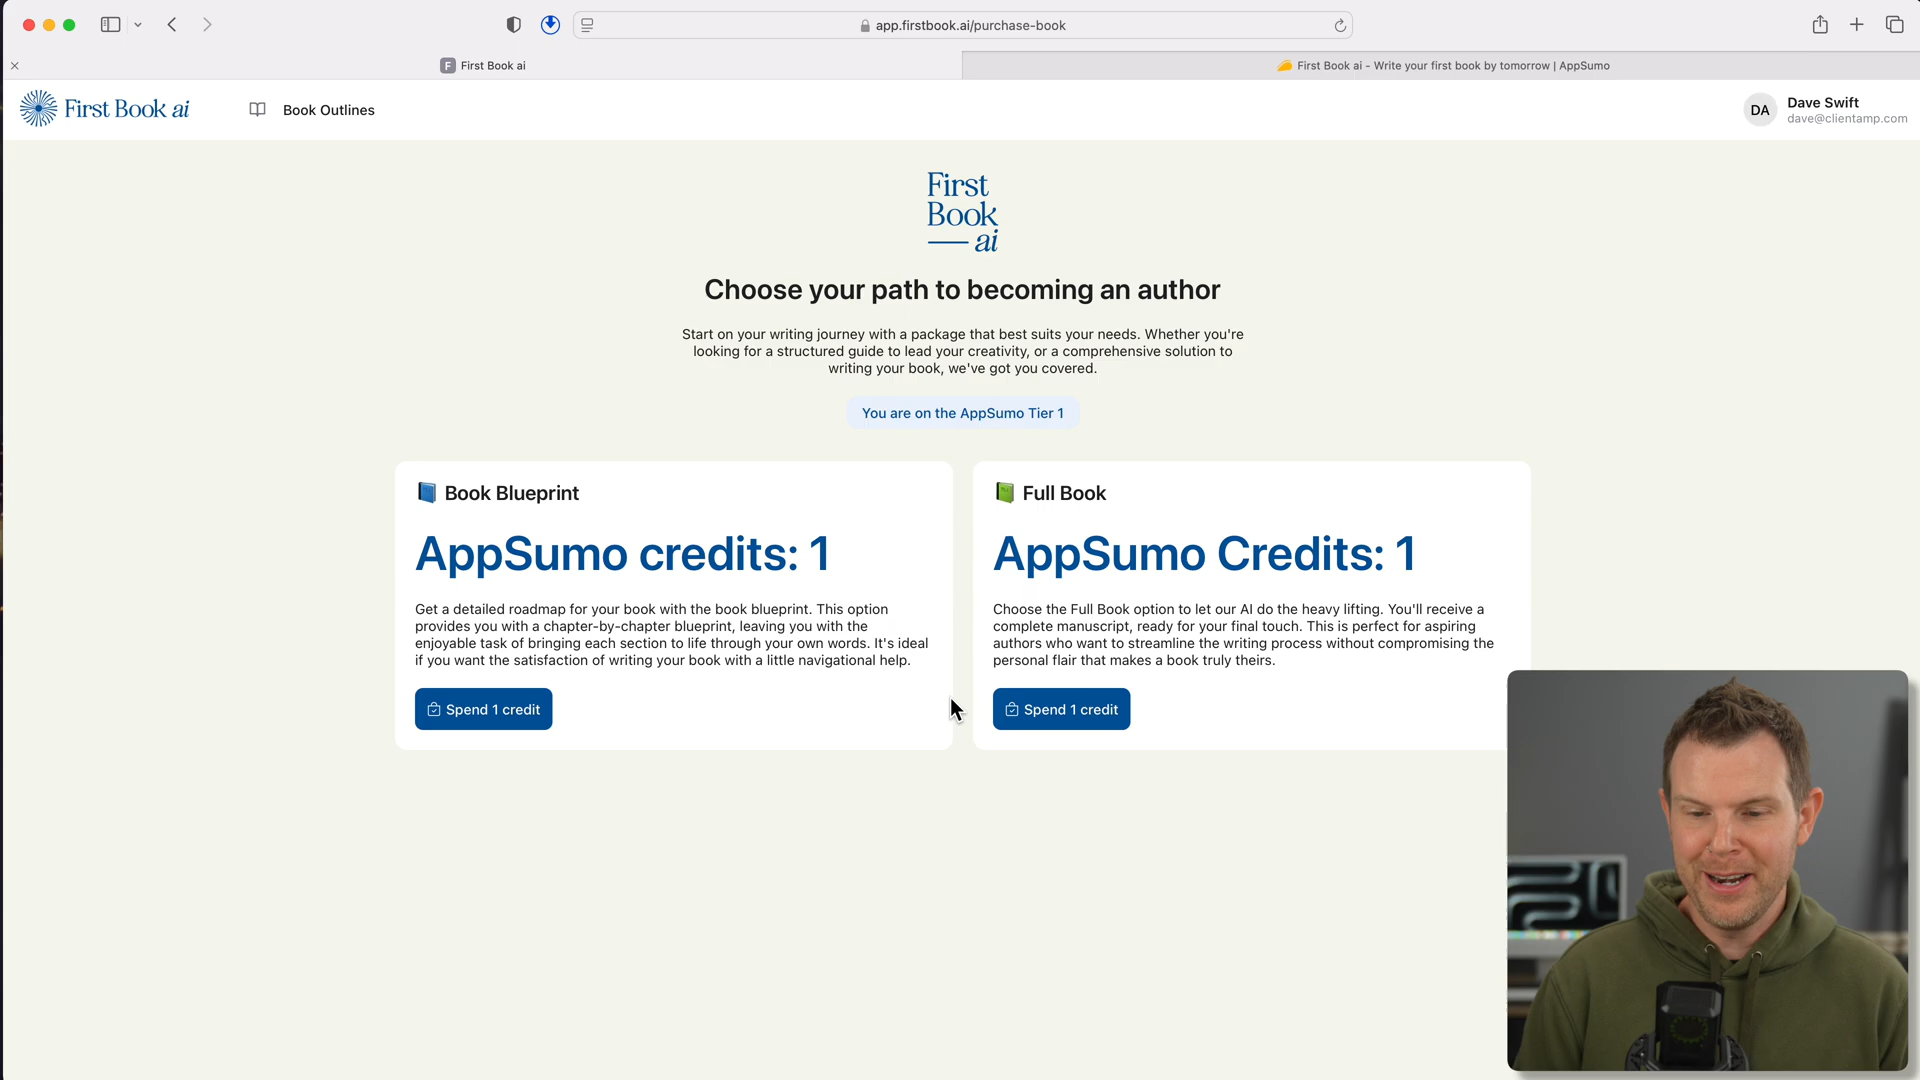 app.firstbook.ai/purchase-book
F First Book ai
First Book ai - Write your first book by tomorrow | AppSumo
First Book ai
Book Outlines
DA
Dave Swift
dave@clientamp.com
First
Book
ai
Choose your path to becoming an author
Start on your writing journey with a package that best suits your needs. Whether you're
looking for a structured guide to lead your creativity, or a comprehensive solution to
writing your book, we've got you covered.
You are on the AppSumo Tier 1
Book Blueprint
AppSumo credits: 1
Get a detailed roadmap for your book with the book blueprint. This option
provides you with a chapter-by-chapter blueprint, leaving you with the
enjoyable task of bringing each section to life through your own words. It's ideal
if you want the satisfaction of writing your book with a little navigational help.
Spend 1 credit
Full Book
AppSumo Credits: 1
Choose the Full Book option to let our AI do the heavy lifting. You'll receive a
complete manuscript, ready for your final touch. This is perfect for aspiring
authors who want to streamline the writing process without compromising the
personal flair that makes a book truly theirs.
Spend 1 credit